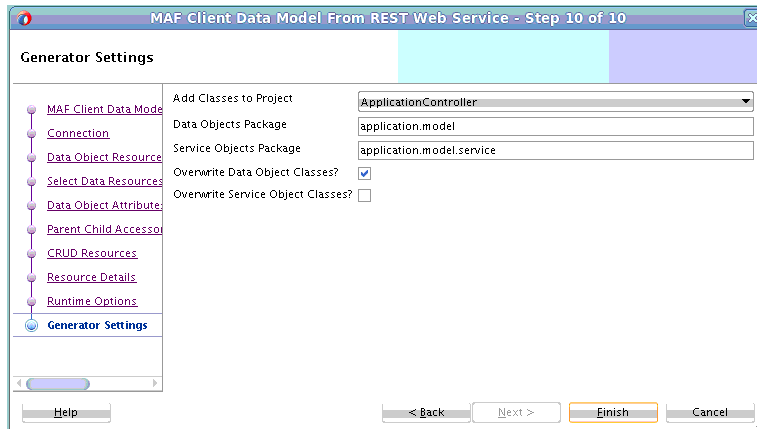 MAF Client Data Model From REST Web Service - Step 10 of 10
Generator Settings
MAF Client Data Mode
Connection
Data Object Resource
Select Data Resources
Data Object Attribute:
Parent Child Accessor
CRUD Resources
Resource Details
Runtime Options
Generator Settings
Add Classes to Project
ApplicationController
Data Objects Package
application.model
Service Objects Package
application.model.service
Overwrite Data Object Classes?
Overwrite Service Object Classes?
Help
< Back
Next >
Finish
Cancel